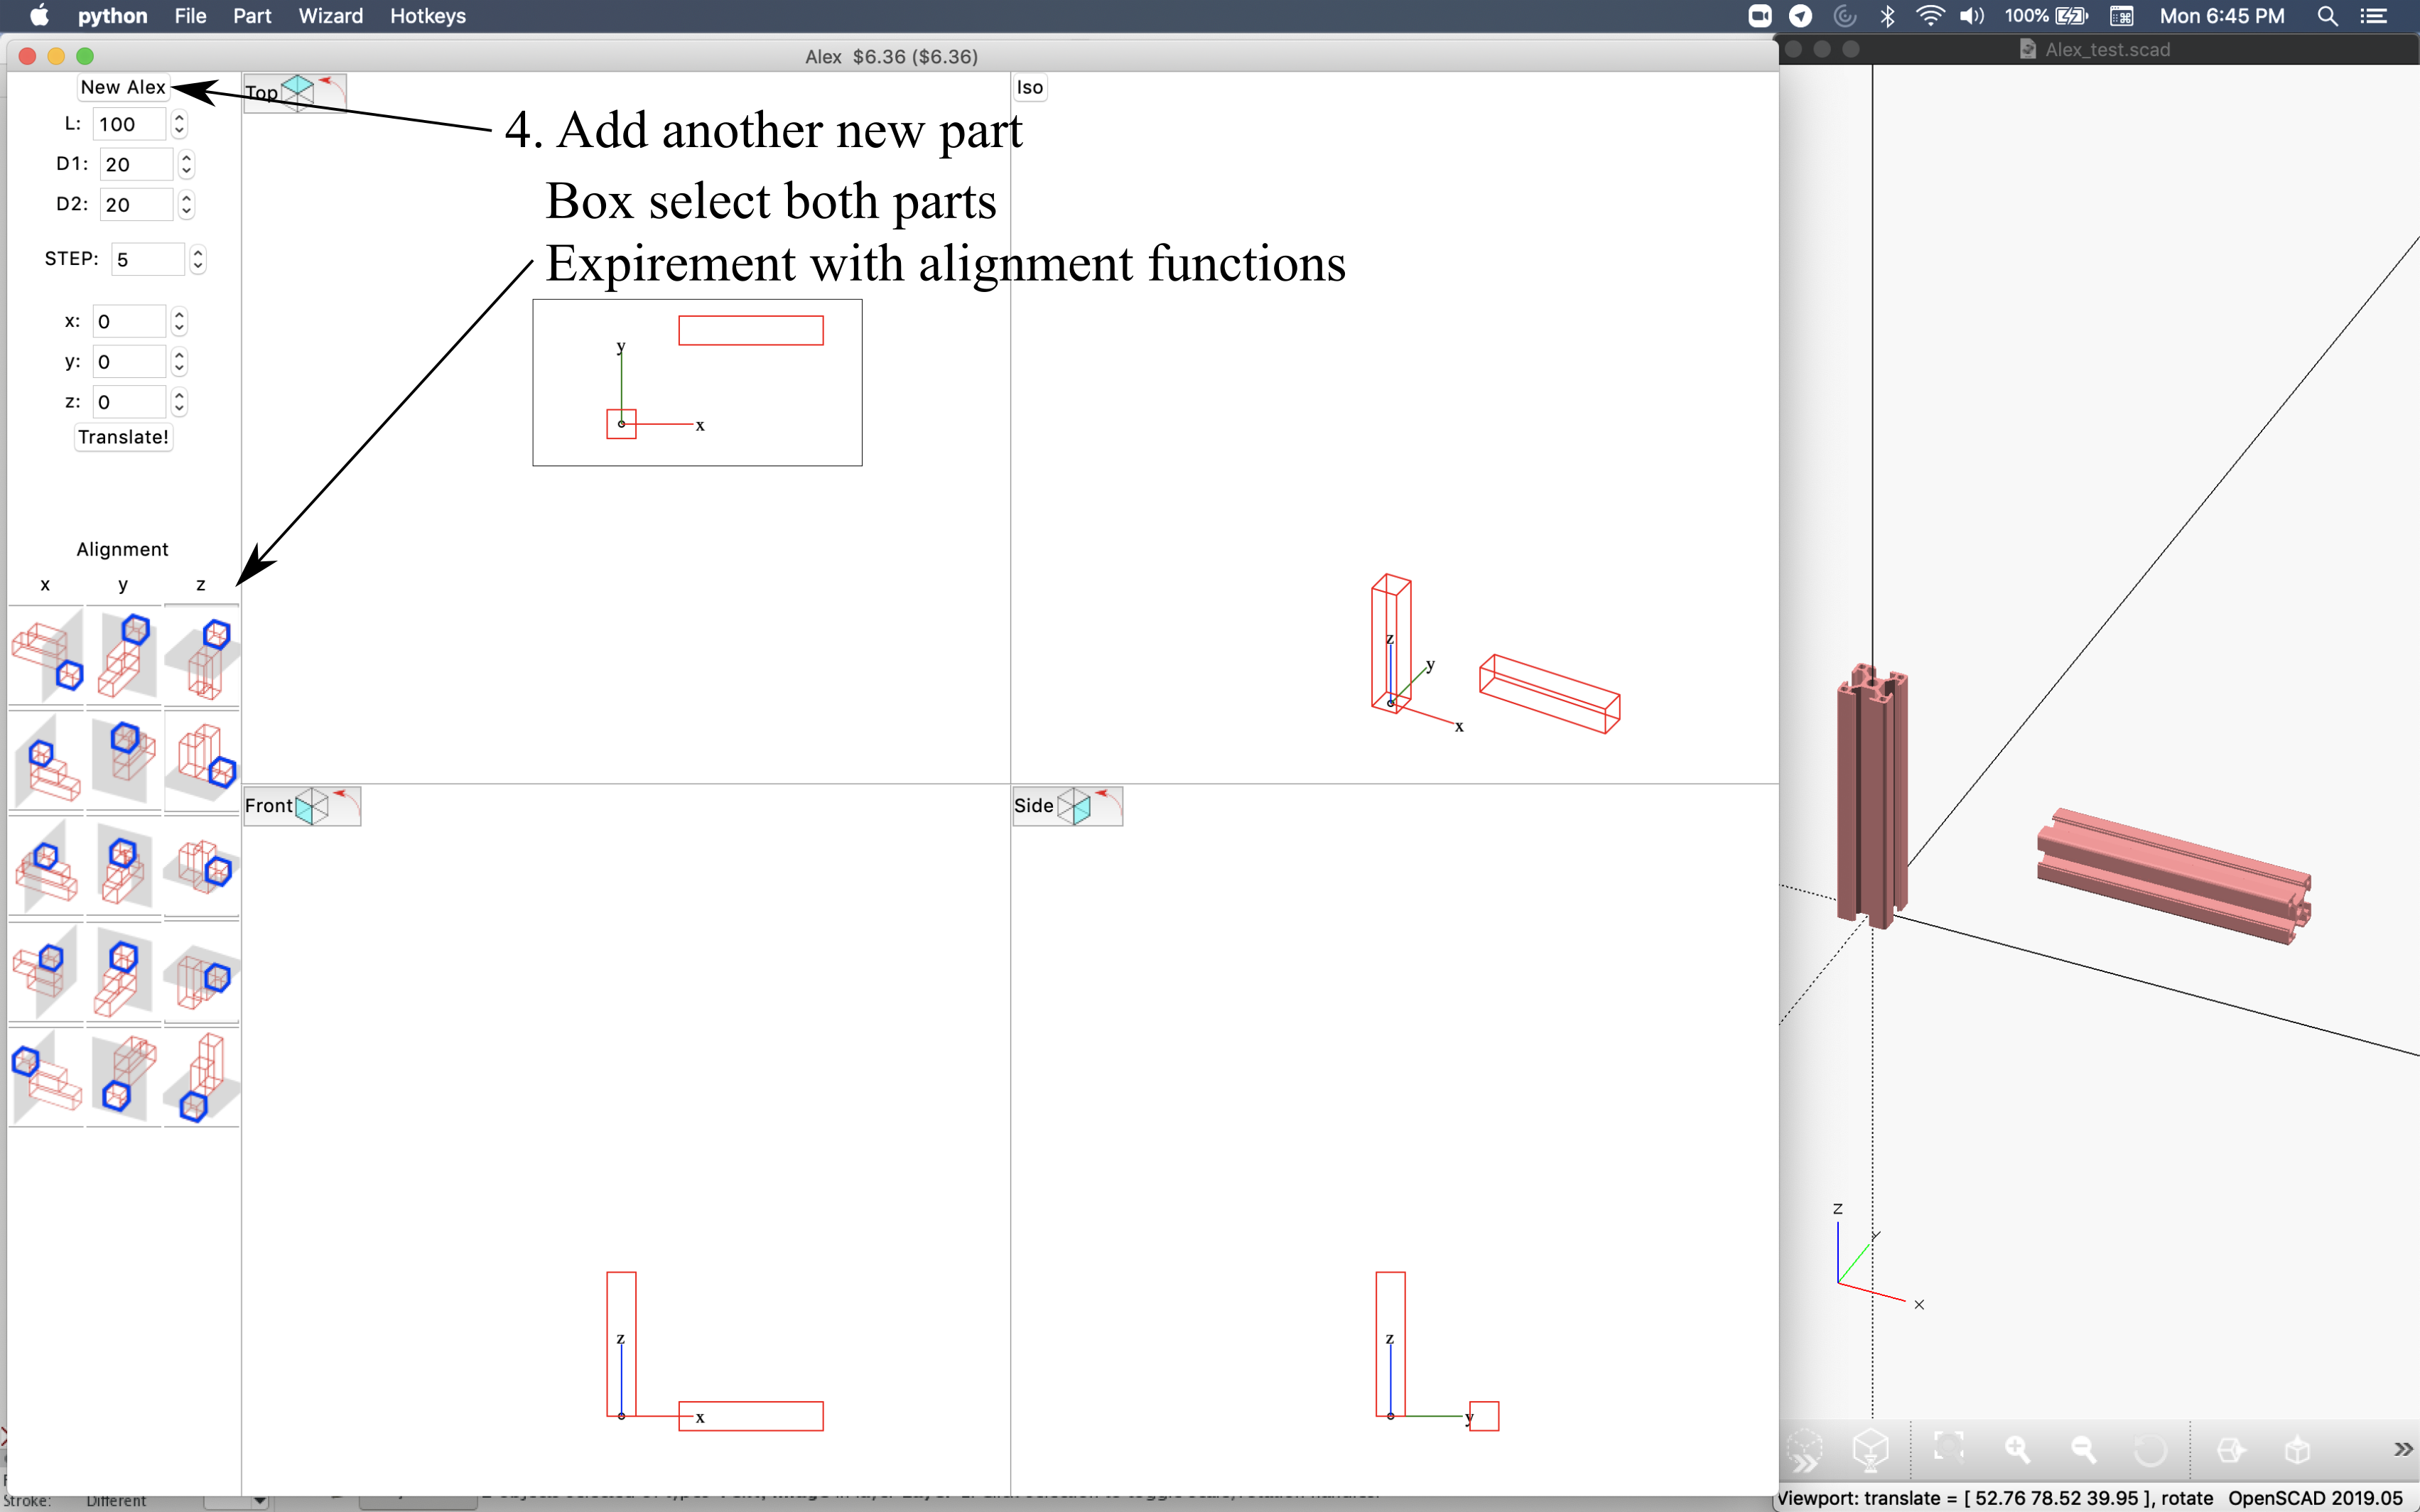 python File Part Wizard Hotkeys 100% Mon 6:45 PM
Alex $6.36 ($6.36)
Alex_test.scad
New Alex
L: 100
D1: 20
D2: 20
STEP: 5
x: 0
y: 0
z: 0
Translate!
Alignment
x y z
Top
Iso
4. Add another new part
Box select both parts
Expirement with alignment functions
y
x
z
y
x
Front
Side
z
x
z
y
Z
Y
X
Stroke: Different
Viewport: translate = [ 52.76 78.52 39.95 ], rotate OpenSCAD 2019.05